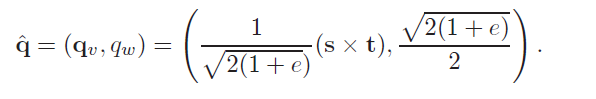 q̂ = (q_v, q_w) = ( 1/√(2(1 + e)) (s × t), √(2(1 + e))/2 ) .